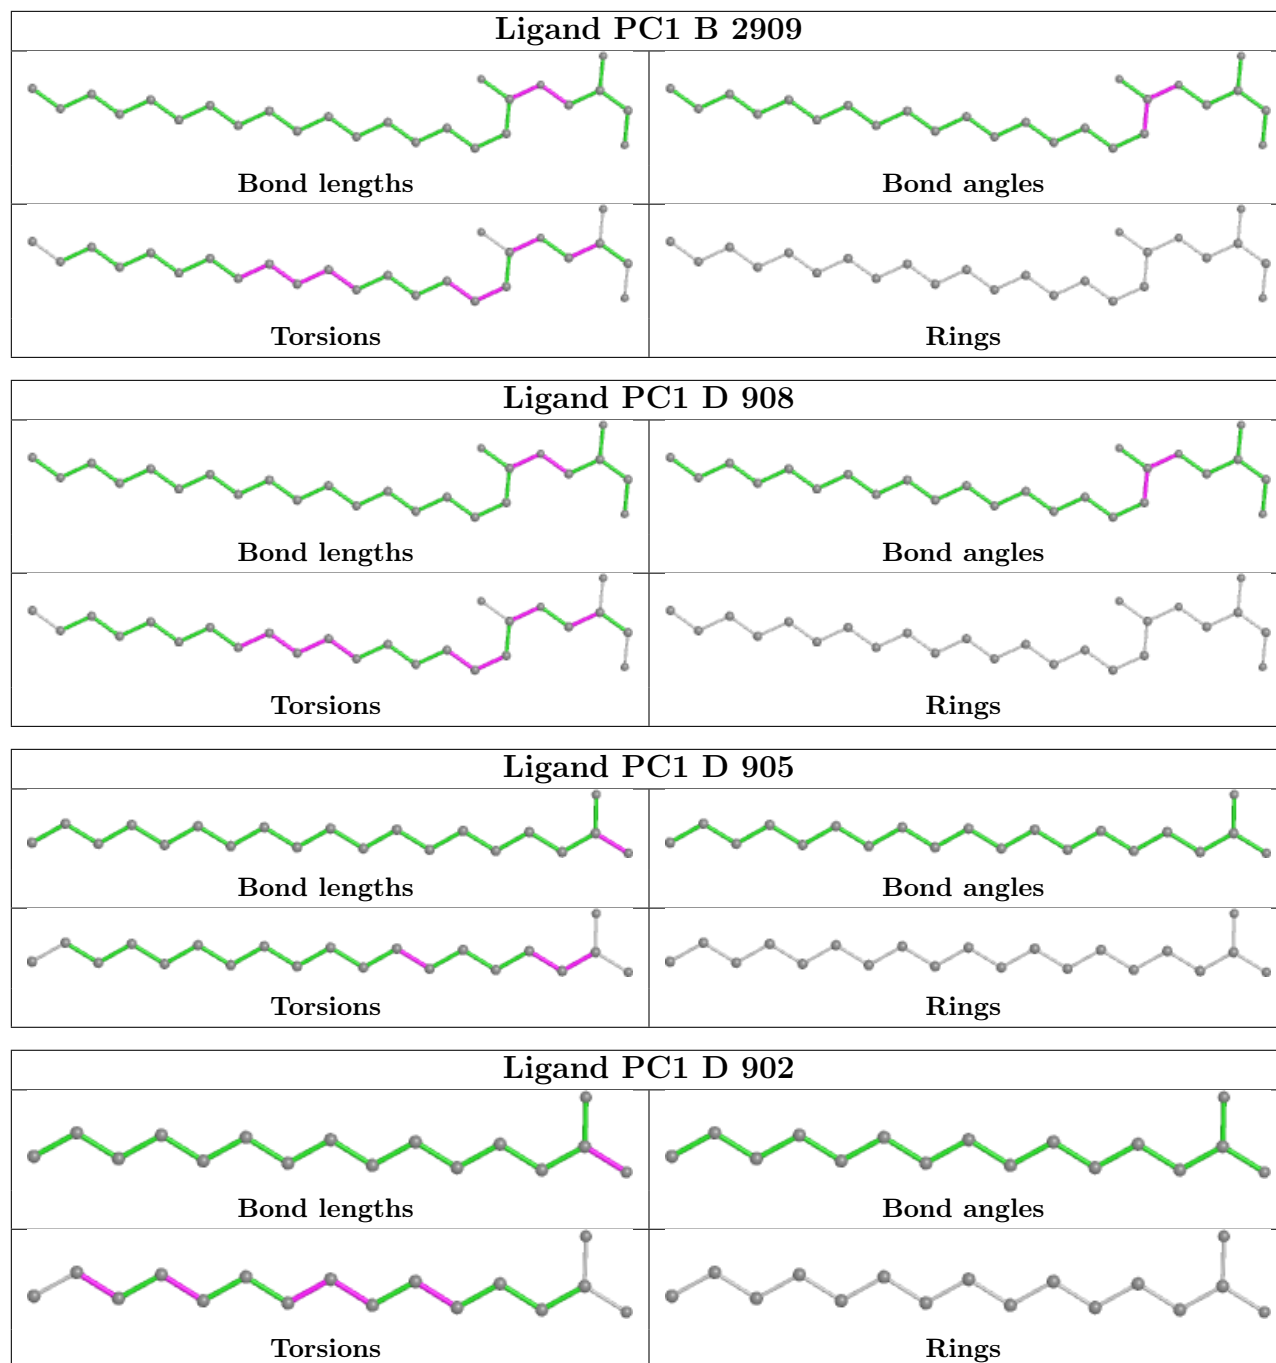 Ligand PC1 B 2909
Bond lengths
Bond angles
Torsions
Rings
Ligand PC1 D 908
Bond lengths
Bond angles
Torsions
Rings
Ligand PC1 D 905
Bond lengths
Bond angles
Torsions
Rings
Ligand PC1 D 902
Bond lengths
Bond angles
Torsions
Rings